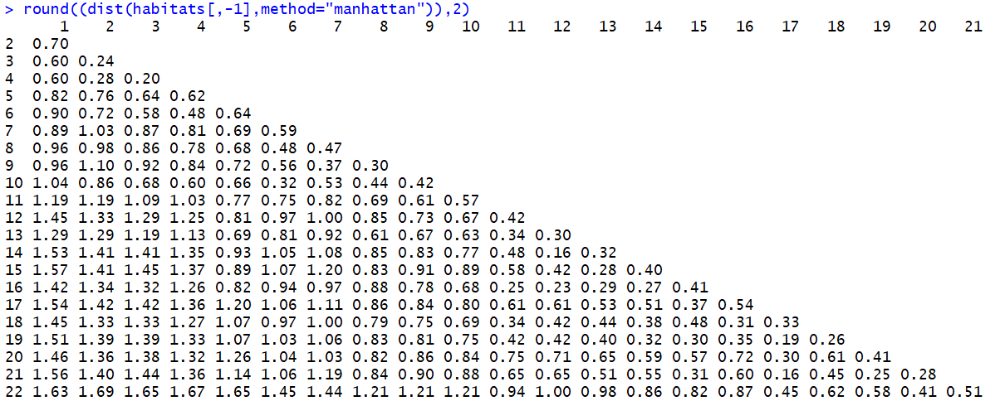 > round((dist(habitats[,-1],method="manhattan")),2)
1 2 3 4 5 6 7 8 9 10 11 12 13 14 15 16 17 18 19 20 21
2 0.70
3 0.60 0.24
4 0.60 0.28 0.20
5 0.82 0.76 0.64 0.62
6 0.90 0.72 0.58 0.48 0.64
7 0.89 1.03 0.87 0.81 0.69 0.59
8 0.96 0.98 0.86 0.78 0.68 0.48 0.47
9 0.96 1.10 0.92 0.84 0.72 0.56 0.37 0.30
10 1.04 0.86 0.68 0.60 0.66 0.32 0.53 0.44 0.42
11 1.19 1.19 1.09 1.03 0.77 0.75 0.82 0.69 0.61 0.57
12 1.45 1.33 1.29 1.25 0.81 0.97 1.00 0.85 0.73 0.67 0.42
13 1.29 1.29 1.19 1.13 0.69 0.81 0.92 0.61 0.67 0.63 0.34 0.30
14 1.53 1.41 1.41 1.35 0.93 1.05 1.08 0.85 0.83 0.77 0.48 0.16 0.32
15 1.57 1.41 1.45 1.37 0.89 1.07 1.20 0.83 0.91 0.89 0.58 0.42 0.28 0.40
16 1.42 1.34 1.32 1.26 0.82 0.94 0.97 0.88 0.78 0.68 0.25 0.23 0.29 0.27 0.41
17 1.54 1.42 1.42 1.36 1.20 1.06 1.11 0.86 0.84 0.80 0.61 0.61 0.53 0.51 0.37 0.54
18 1.45 1.33 1.33 1.27 1.07 0.97 1.00 0.79 0.75 0.69 0.34 0.42 0.44 0.38 0.48 0.31 0.33
19 1.51 1.39 1.39 1.33 1.07 1.03 1.06 0.83 0.81 0.75 0.42 0.42 0.40 0.32 0.30 0.35 0.19 0.26
20 1.46 1.36 1.38 1.32 1.26 1.04 1.03 0.82 0.86 0.84 0.75 0.71 0.65 0.59 0.57 0.72 0.30 0.61 0.41
21 1.56 1.40 1.44 1.36 1.14 1.06 1.19 0.84 0.90 0.88 0.65 0.65 0.51 0.55 0.31 0.60 0.16 0.45 0.25 0.28
22 1.63 1.69 1.65 1.67 1.65 1.45 1.44 1.21 1.21 1.21 0.94 1.00 0.98 0.86 0.82 0.87 0.45 0.62 0.58 0.41 0.51